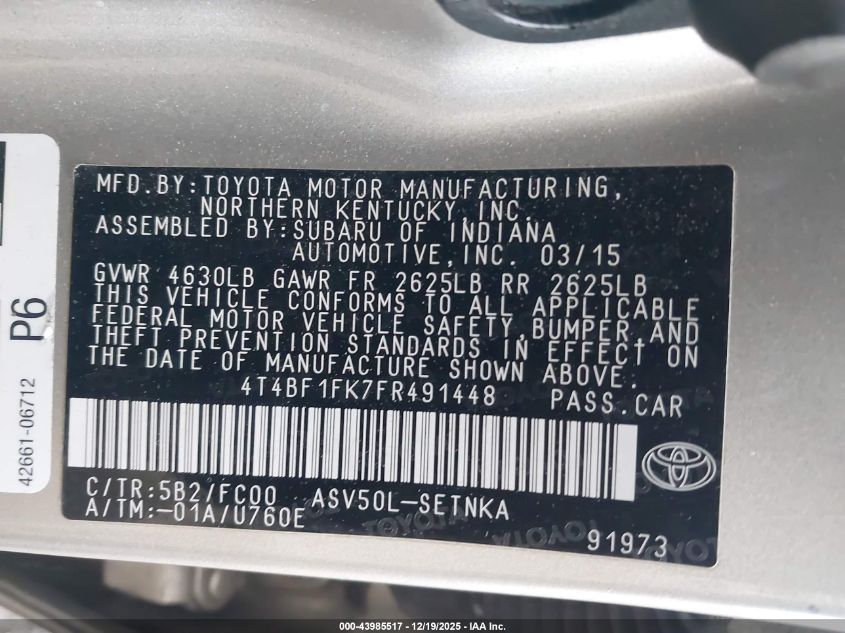 MFD.BY:TOYOTA MOTOR MANUFACTURING,
NORTHERN KENTUCKY, INC.
ASSEMBLED BY:SUBARU OF INDIANA
AUTOMOTIVE,INC. 03/15
GVWR 4630LB GAWR FR 2625LB RR 2625LB
THIS VEHICLE CONFORMS TO ALL APPLICABLE
FEDERAL MOTOR VEHICLE SAFETY,BUMPER,AND
THEFT PREVENTION STANDARDS IN EFFECT ON
THE DATE OF MANUFACTURE SHOWN ABOVE.
4T4BF1FK7FR491448 PASS.CAR
C/TR:5B2/FC00 ASV50L-SETNKA
A/TM:-01A/U760E
91973
P6
42661-06712
TOYOTA TOYOTA
000-43985517 - 12/19/2025 - IAA Inc.